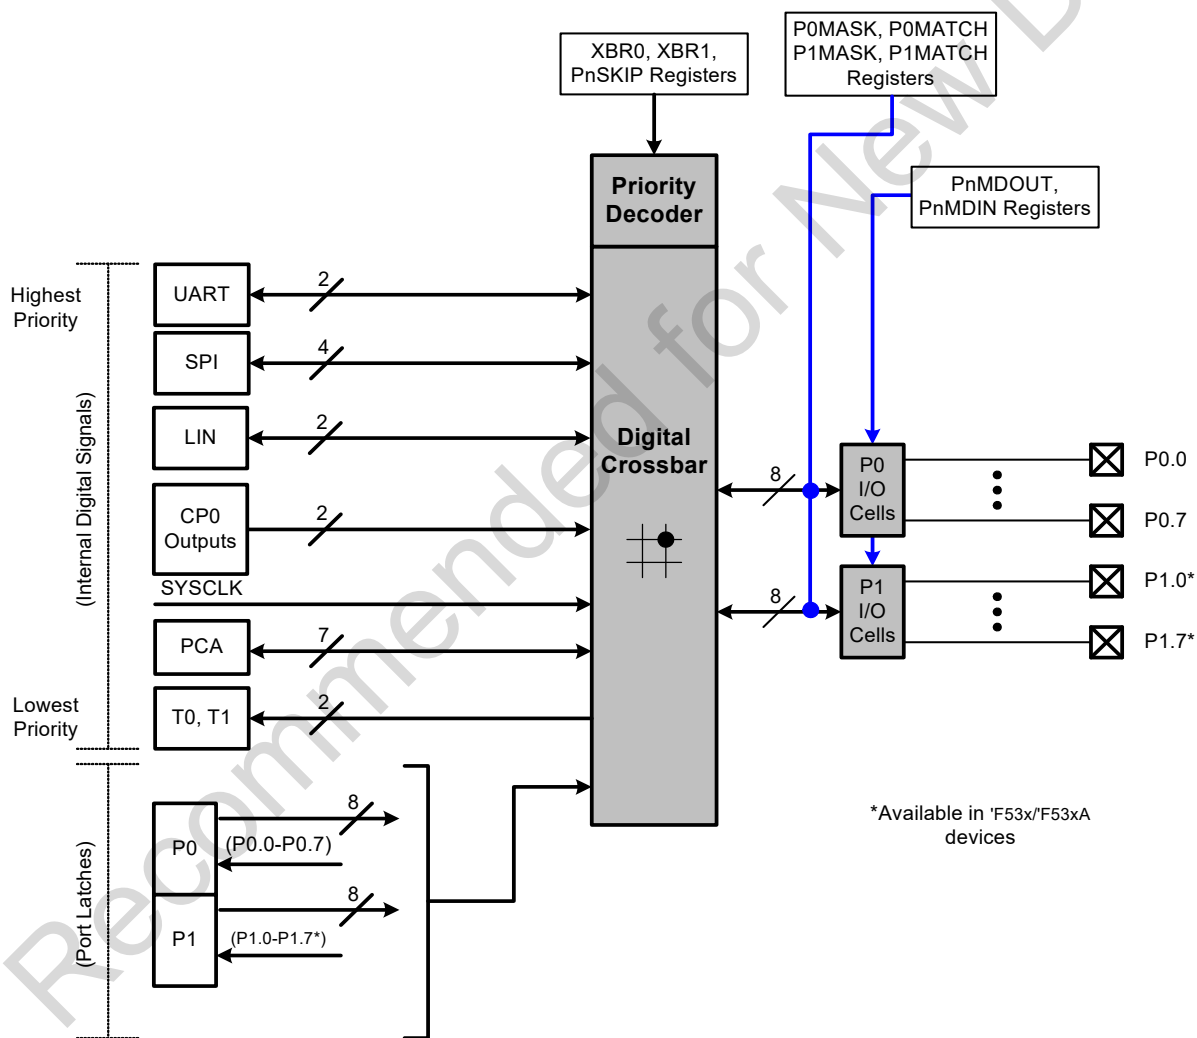 XBR0, XBR1,
PnSKIP Registers
P0MASK, P0MATCH
P1MASK, P1MATCH
Registers
PnMDOUT,
PnMDIN Registers
Priority
Decoder
Highest
Priority
(Internal Digital Signals)
UART
2
SPI
4
LIN
2
CP0
Outputs
2
SYSCLK
PCA
7
Lowest
Priority
T0, T1
2
Digital
Crossbar
8
P0
I/O
Cells
P0.0
P0.7
8
P1
I/O
Cells
P1.0*
P1.7*
(Port Latches)
P0
8
(P0.0-P0.7)
P1
8
(P1.0-P1.7*)
*Available in 'F53x/'F53xA
devices
Recommended for New D